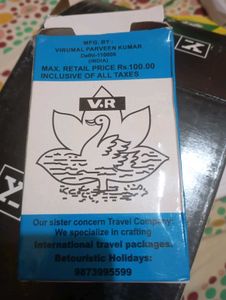 MFG. BY:-
VIRUMAL PARVEEN KUMAR
Delhi-110006
(INDIA)
MAX. RETAIL PRICE Rs.100.00
INCLUSIVE OF ALL TAXES
V.R
Our sister concern Travel Company:
We specialize in crafting
International travel packages.
Betouristic Holidays:
9873995599